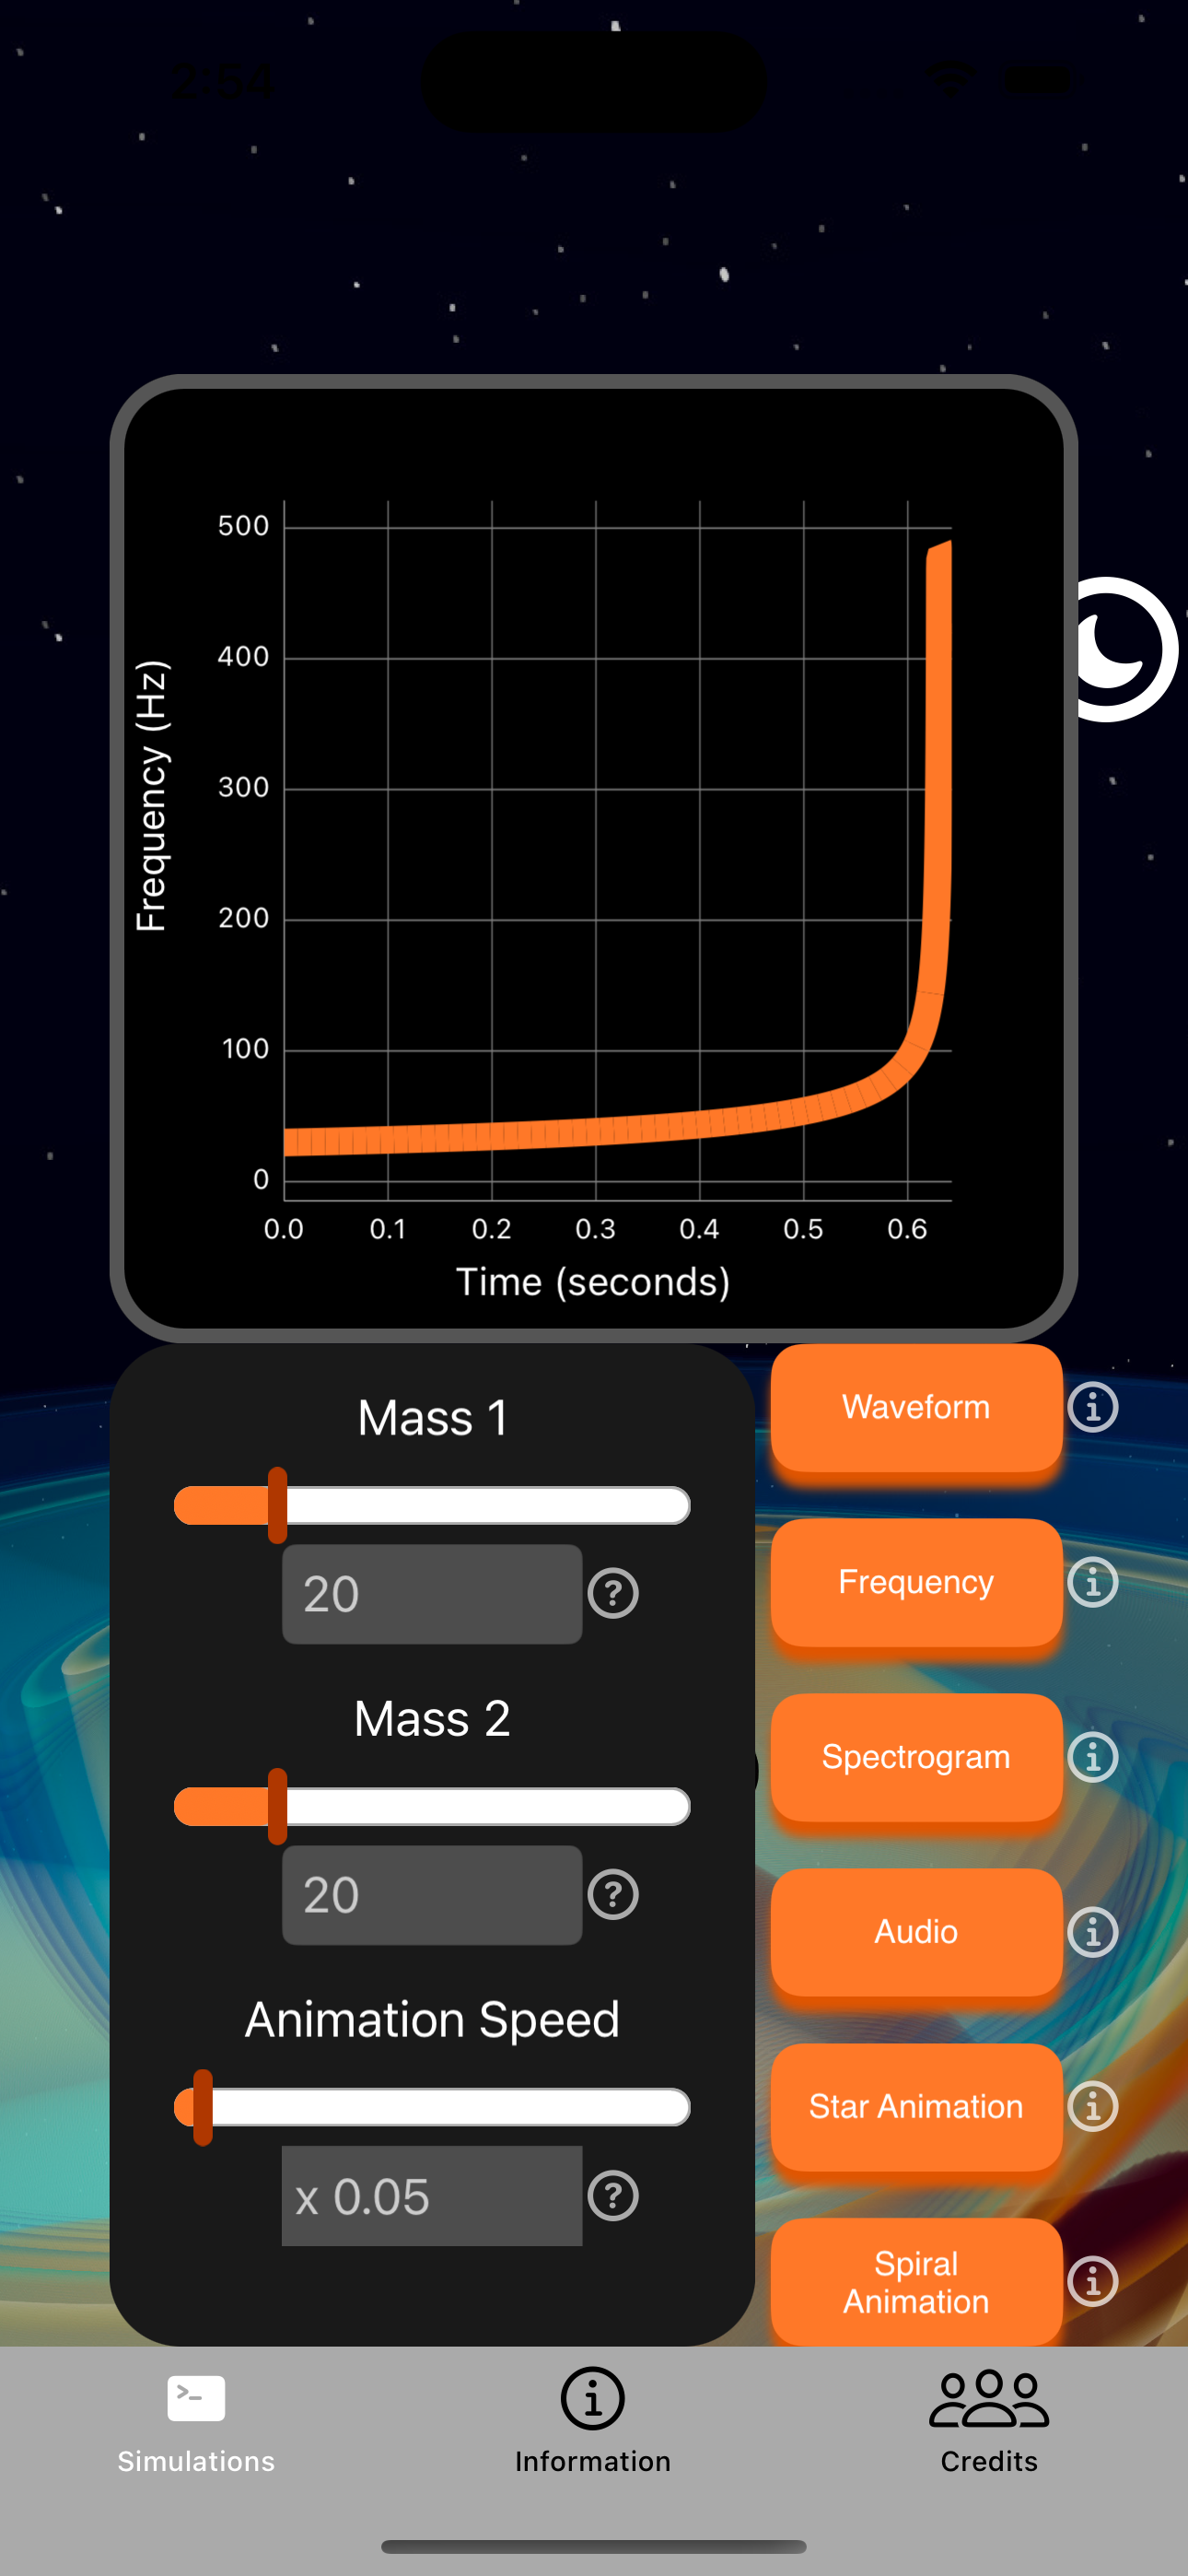 2:54
500
400
300
200
100
0
Frequency (Hz)
0.0 0.1 0.2 0.3 0.4 0.5 0.6
Time (seconds)
Mass 1
20
Mass 2
20
Animation Speed
x 0.05
Waveform
Frequency
Spectrogram
Audio
Star Animation
Spiral
Animation
Simulations
Information
Credits